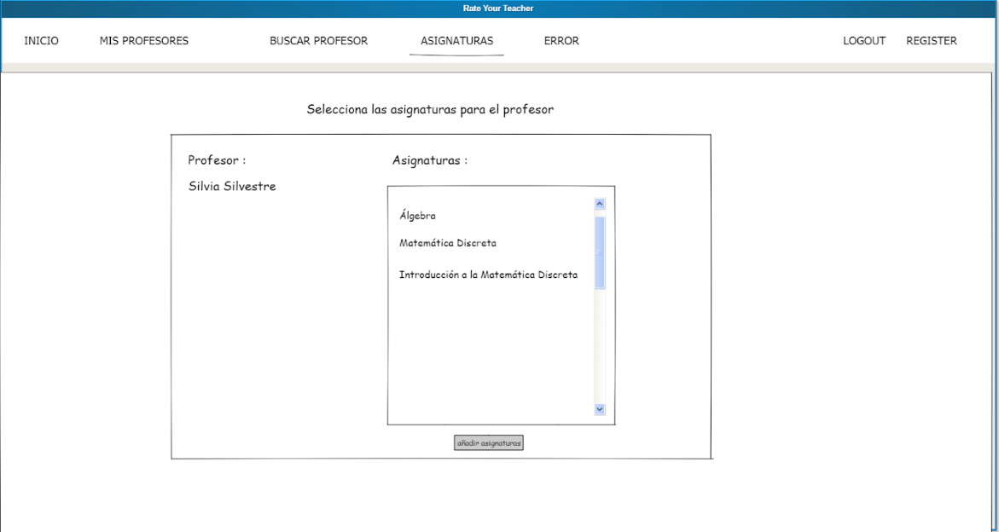 Rate Your Teacher
INICIO MIS PROFESORES BUSCAR PROFESOR ASIGNATURAS ERROR LOGOUT REGISTER
Selecciona las asignaturas para el profesor
Profesor : Asignaturas :
Silvia Silvestre
Álgebra
Matemática Discreta
Introducción a la Matemática Discreta
añadir asignaturas